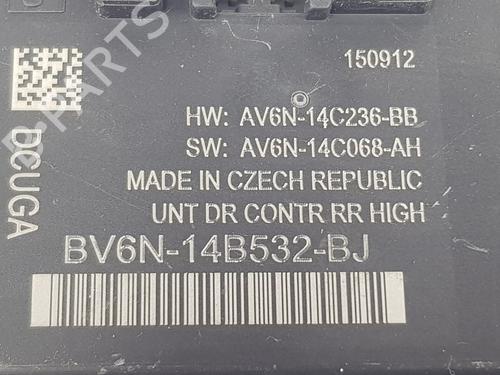 B-PARTS
150912
HW: AV6N-14C236-BB
SW: AV6N-14C068-AH
MADE IN CZECH REPUBLIC
UNT DR CONTR RR HIGH
BV6N-14B532-BJ
DCUGA